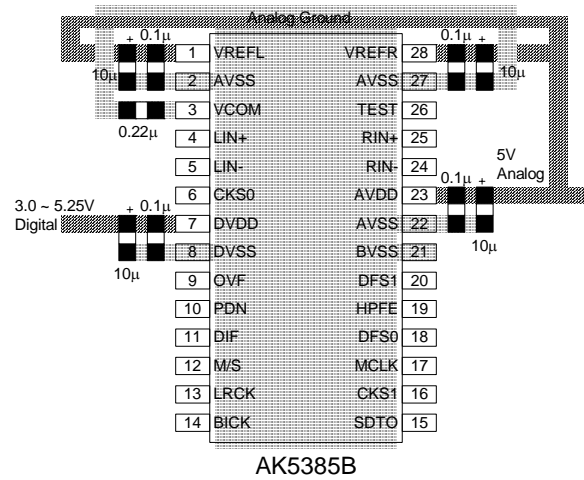 Analog Ground
+ 0.1μ
10μ
0.1μ +
10μ
1 VREFL
VREFR 28
2 AVSS
AVSS 27
3 VCOM
TEST 26
0.22μ
4 LIN+
RIN+ 25
5 LIN-
RIN- 24
5V
Analog
0.1μ +
6 CKS0
AVDD 23
3.0 ~ 5.25V
Digital
+ 0.1μ
7 DVDD
AVSS 22
10μ
8 DVSS
BVSS 21
10μ
9 OVF
DFS1 20
10 PDN
HPFE 19
11 DIF
DFS0 18
12 M/S
MCLK 17
13 LRCK
CKS1 16
14 BICK
SDTO 15
AK5385B